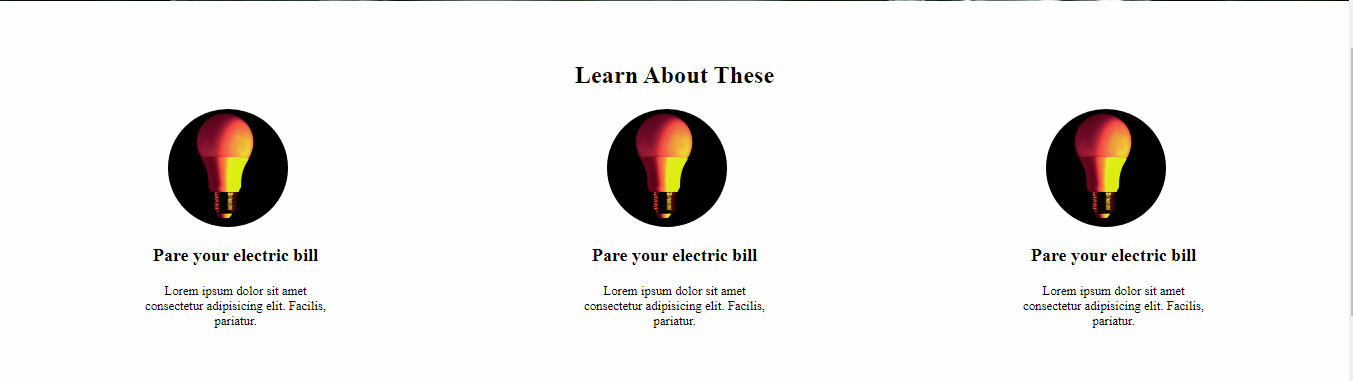 Learn About These
Pare your electric bill
Lorem ipsum dolor sit amet
consectetur adipisicing elit. Facilis,
pariatur.
Pare your electric bill
Lorem ipsum dolor sit amet
consectetur adipisicing elit. Facilis,
pariatur.
Pare your electric bill
Lorem ipsum dolor sit amet
consectetur adipisicing elit. Facilis,
pariatur.